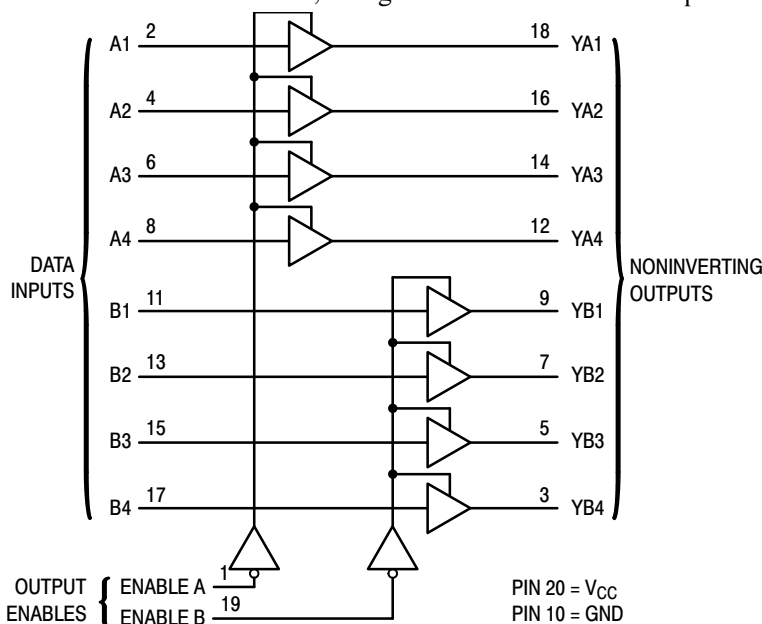 A1 2 18 YA1
A2 4 16 YA2
A3 6 14 YA3
A4 8 12 YA4
DATA
INPUTS
NONINVERTING
OUTPUTS
B1 11 9 YB1
B2 13 7 YB2
B3 15 5 YB3
B4 17 3 YB4
OUTPUT
ENABLES
ENABLE A 1
ENABLE B 19
PIN 20 = VCC
PIN 10 = GND